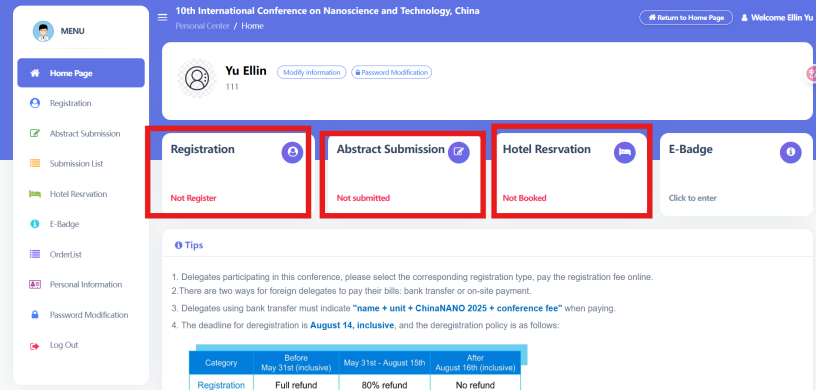 MENU
Home Page
Registration
Abstract Submission
Submission List
Hotel Resrvation
E-Badge
OrderList
Personal Information
Password Modification
Log Out
10th International Conference on Nanoscience and Technology, China
Personal Center / Home
Return to Home Page
Welcome Ellin Yu
Yu Ellin Modify information Password Modification
111
Registration
Not Register
Abstract Submission
Not submitted
Hotel Resrvation
Not Booked
E-Badge
Click to enter
Tips
1. Delegates participating in this conference, please select the corresponding registration type, pay the registration fee online.
2.There are two ways for foreign delegates to pay their bills: bank transfer or on-site payment.
3. Delegates using bank transfer must indicate "name + unit + ChinaNANO 2025 + conference fee" when paying.
4. The deadline for deregistration is August 14, inclusive, and the deregistration policy is as follows:
Category Before May 31st (inclusive) May 31st - August 15th After August 16th (inclusive)
Registration Full refund 80% refund No refund